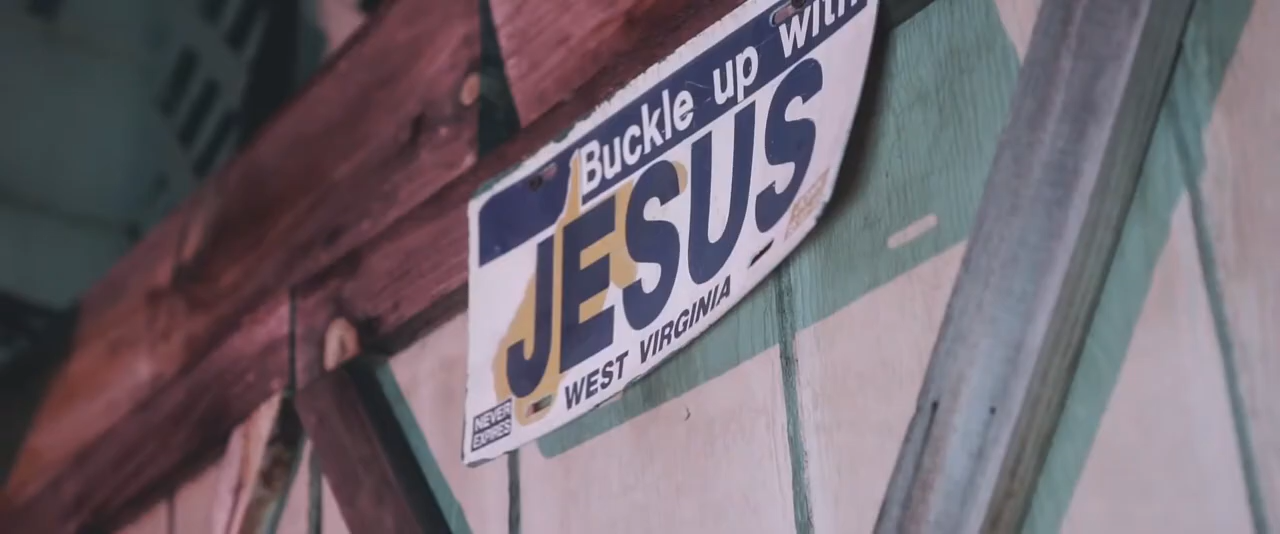 Buckle up with
JESUS
WEST VIRGINIA
NEVER
EXPIRES